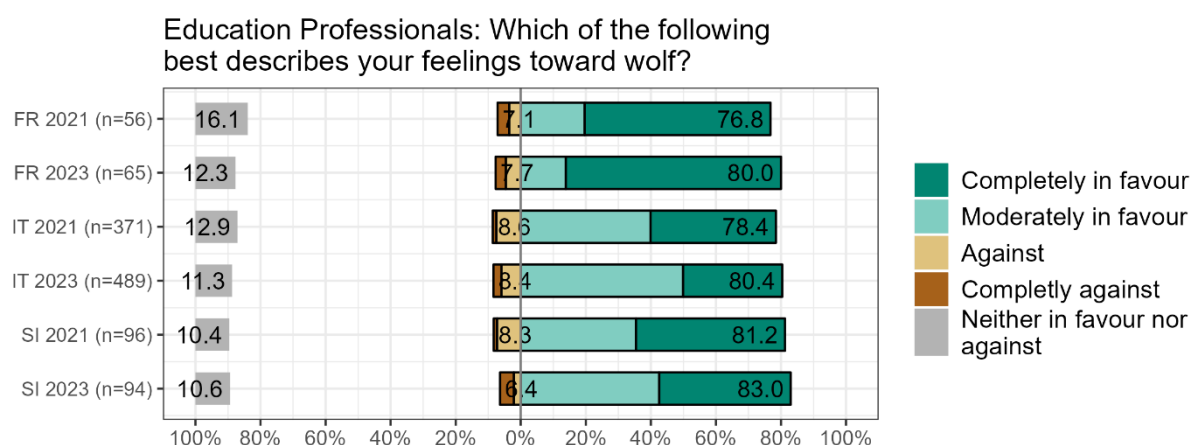 Education Professionals: Which of the following
best describes your feelings toward wolf?
FR 2021 (n=56) 16.1 7.1 76.8
FR 2023 (n=65) 12.3 7.7 80.0
IT 2021 (n=371) 12.9 8.6 78.4
IT 2023 (n=489) 11.3 8.4 80.4
SI 2021 (n=96) 10.4 8.3 81.2
SI 2023 (n=94) 10.6 6.4 83.0
100% 80% 60% 40% 20% 0% 20% 40% 60% 80% 100%
Completely in favour
Moderately in favour
Against
Completly against
Neither in favour nor
against